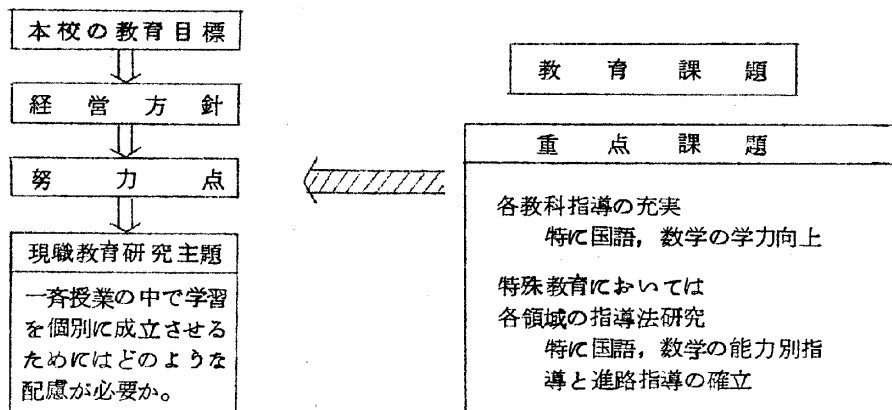 本校の教育目標
経営方針
努力点
現職教育研究主題
一斉授業の中で学習
を個別に成立させる
ためにはどのような
配慮が必要か。
教育課題
重点課題
各教科指導の充実
特に国語，数学の学力向上
特殊教育においては
各領域の指導法研究
特に国語，数学の能力別指
導と進路指導の確立